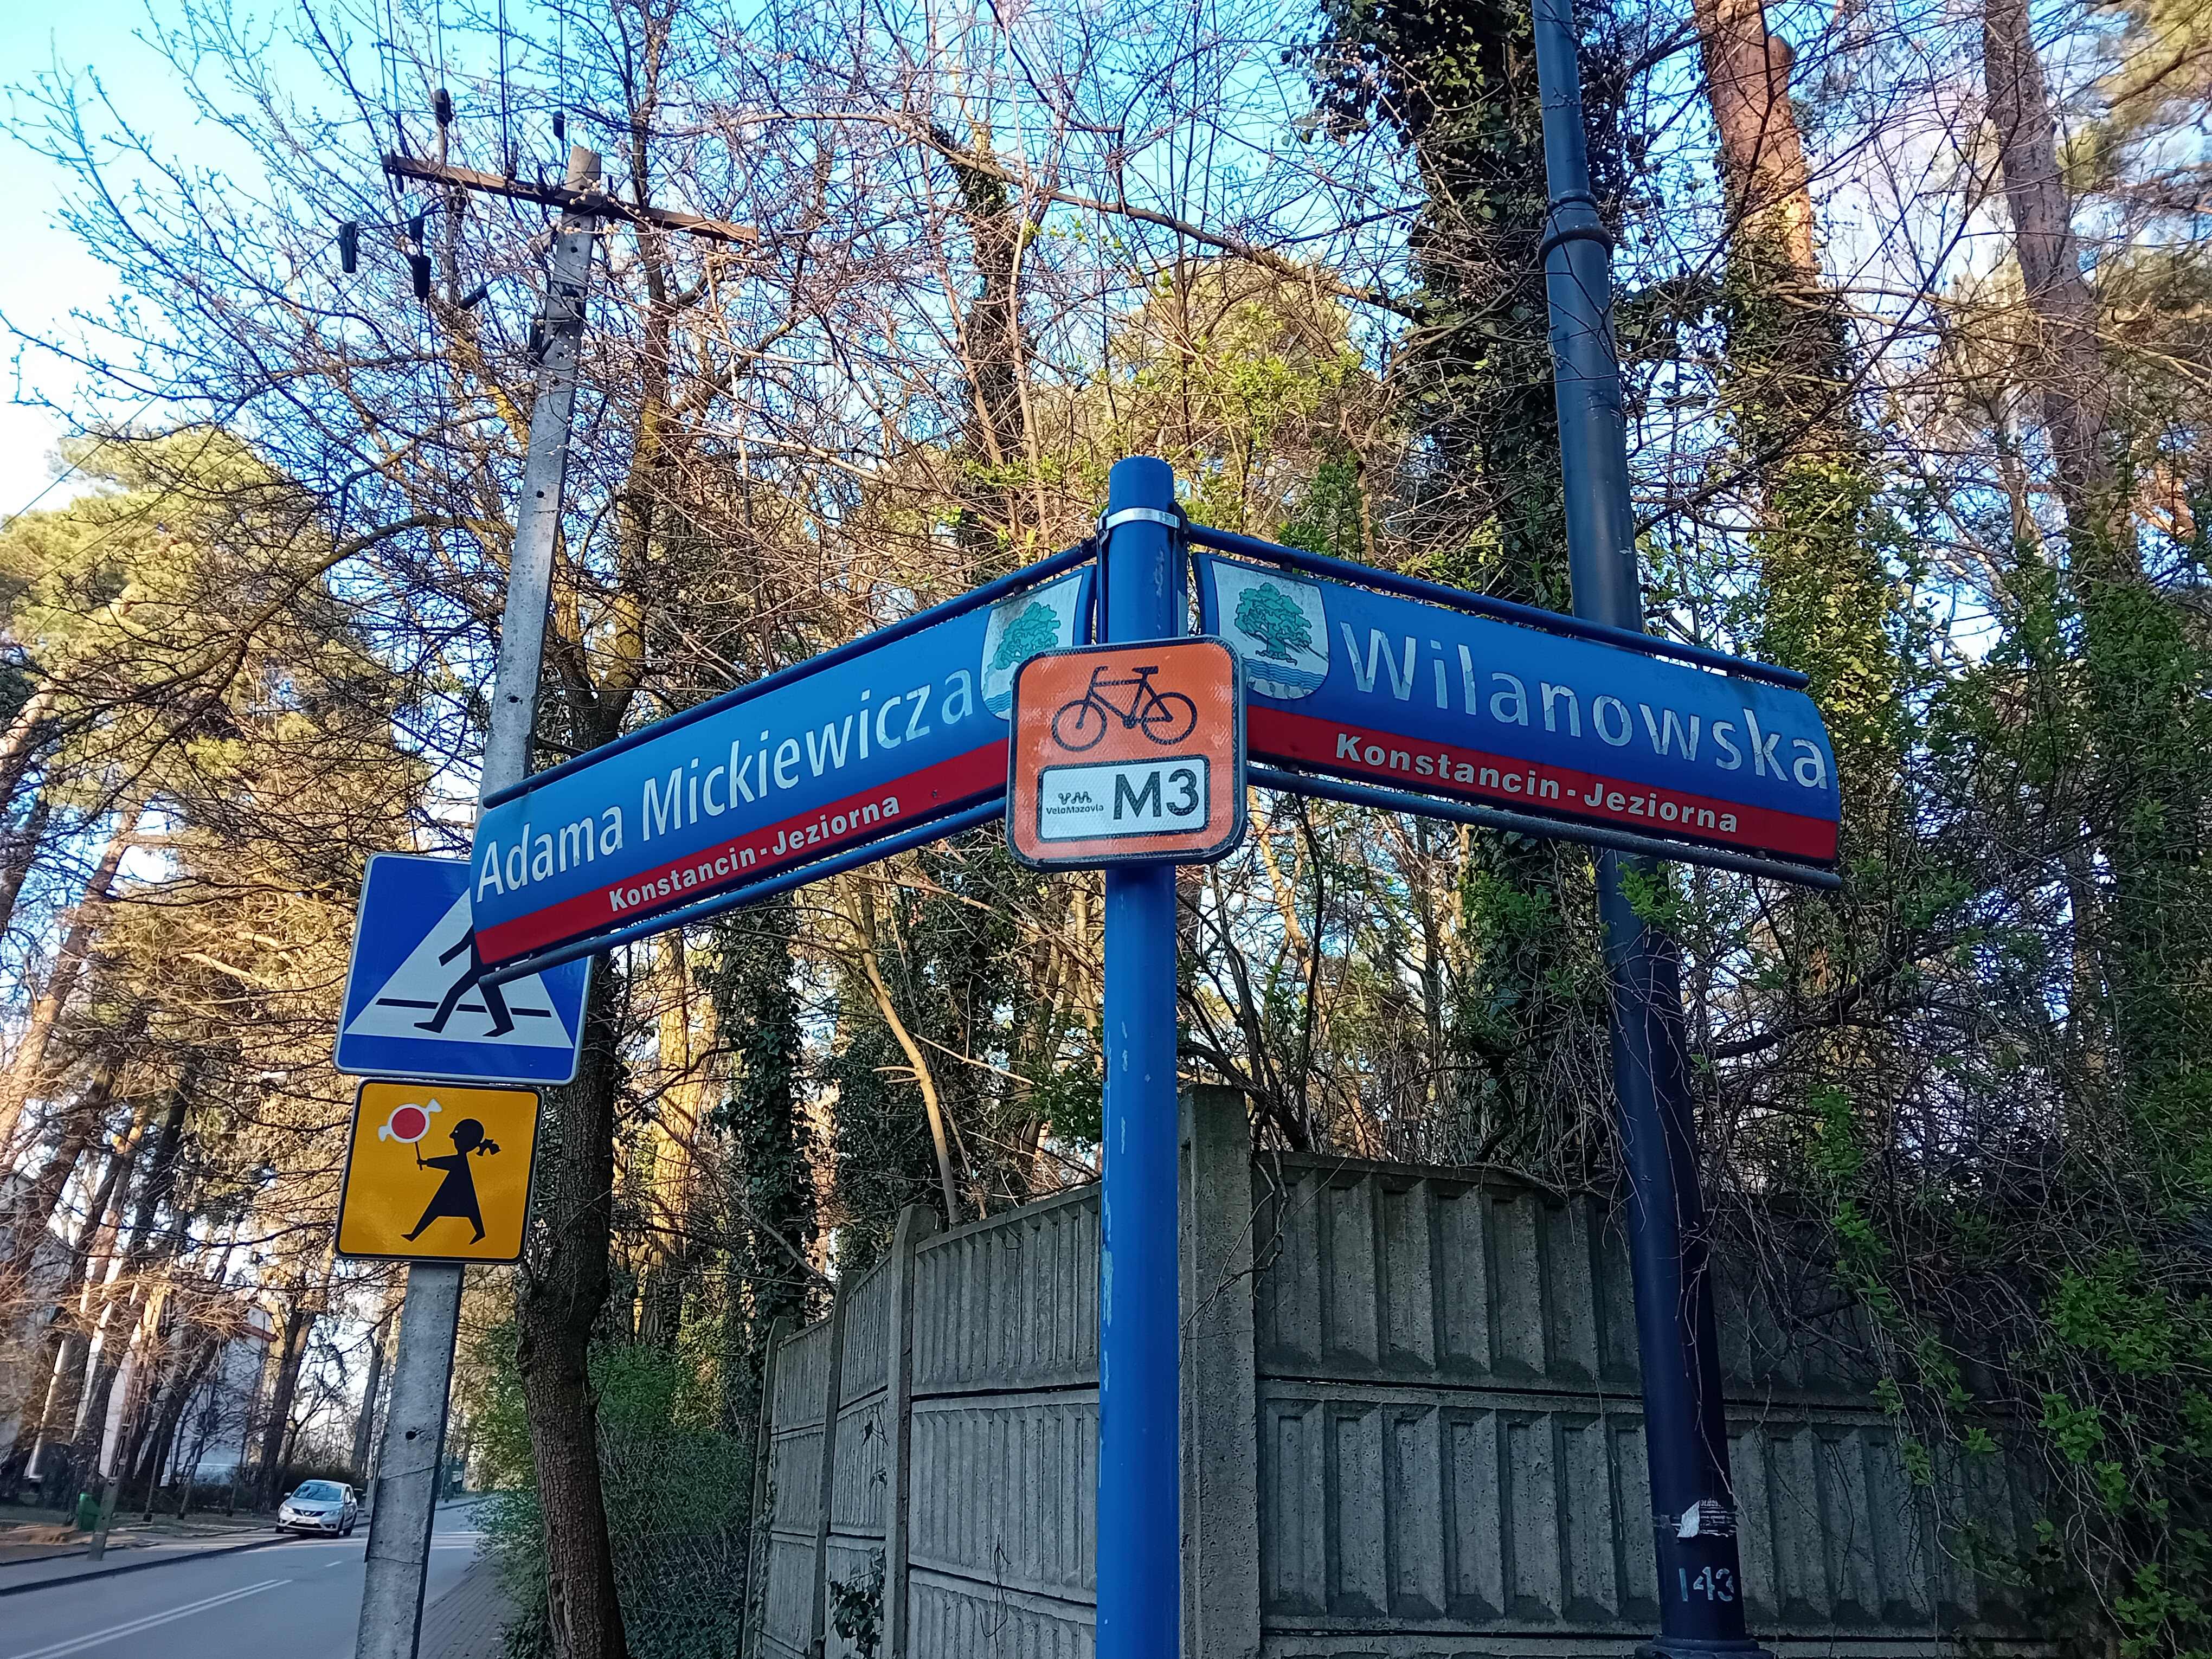 Adama Mickiewicza
Konstancin-Jeziorna
VeloMazovia M3
Wilanowska
Konstancin-Jeziorna
143